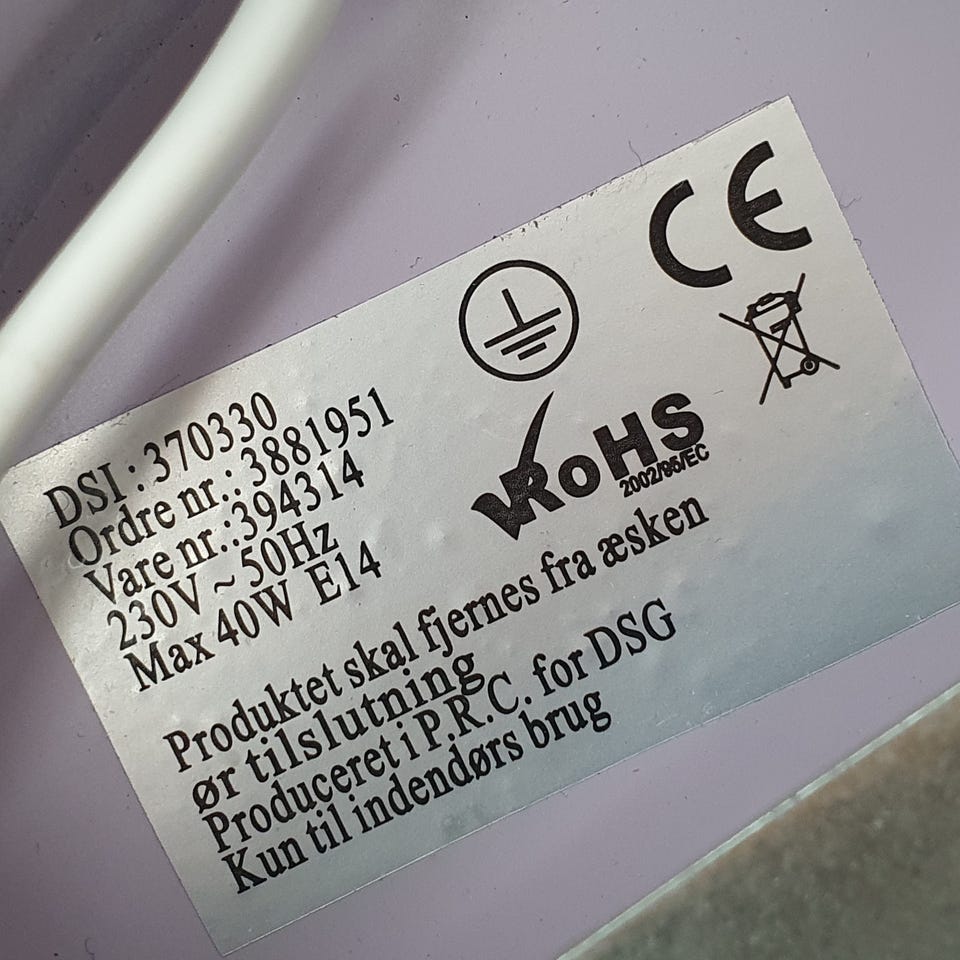 CE
DSI : 370330
Ordre nr.: 3881951
Vare nr.:394314
230V ~ 50Hz
Max 40W E14
RoHS
2002/95/EC
Produktet skal fjernes fra æsken
ør tilslutning
Produceret i P.R.C. for DSG
Kun til indendørs brug